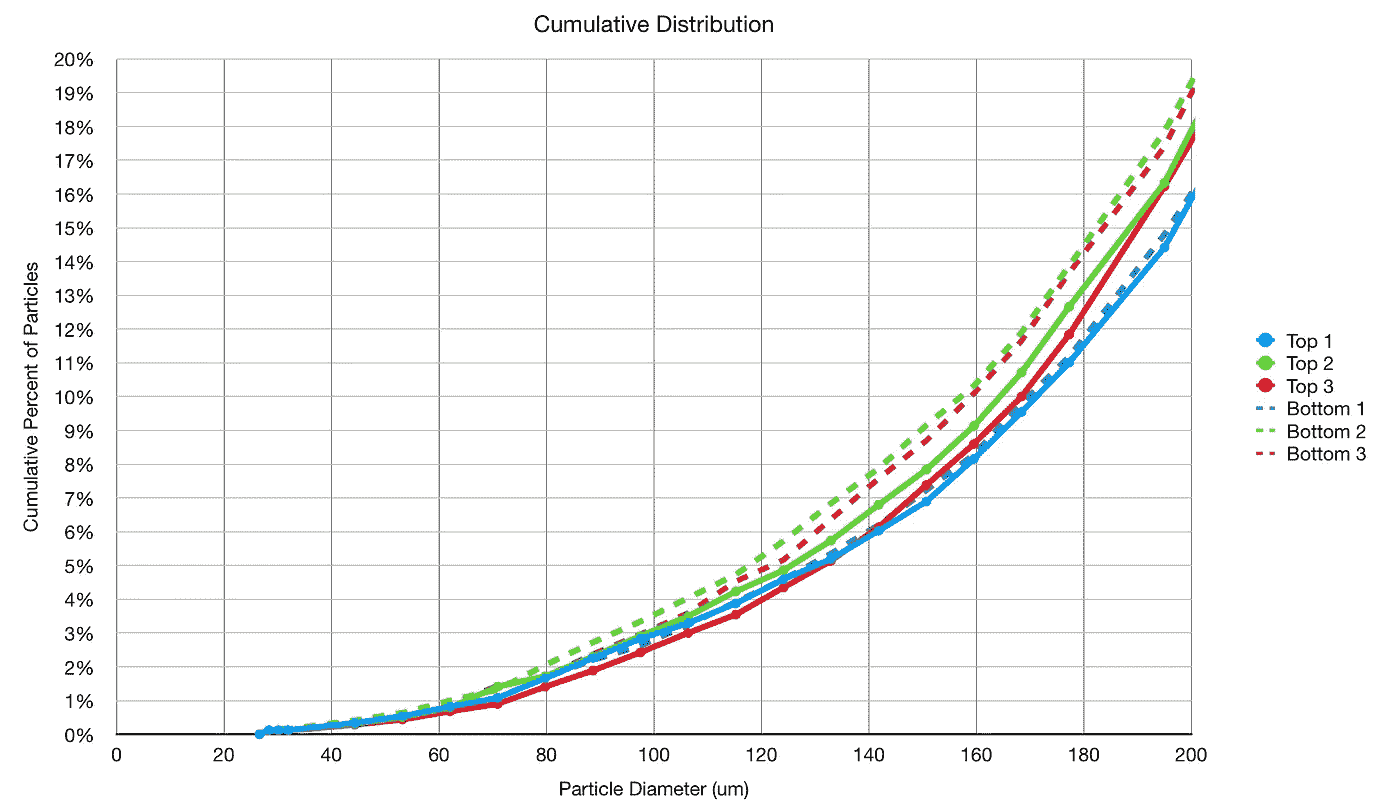 Cumulative Distribution
20%
19%
18%
17%
16%
15%
14%
13%
12%
11%
10%
9%
8%
7%
6%
5%
4%
3%
2%
1%
0%
Cumulative Percent of Particles
0 20 40 60 80 100 120 140 160 180 200
Particle Diameter (um)
Top 1
Top 2
Top 3
Bottom 1
Bottom 2
Bottom 3